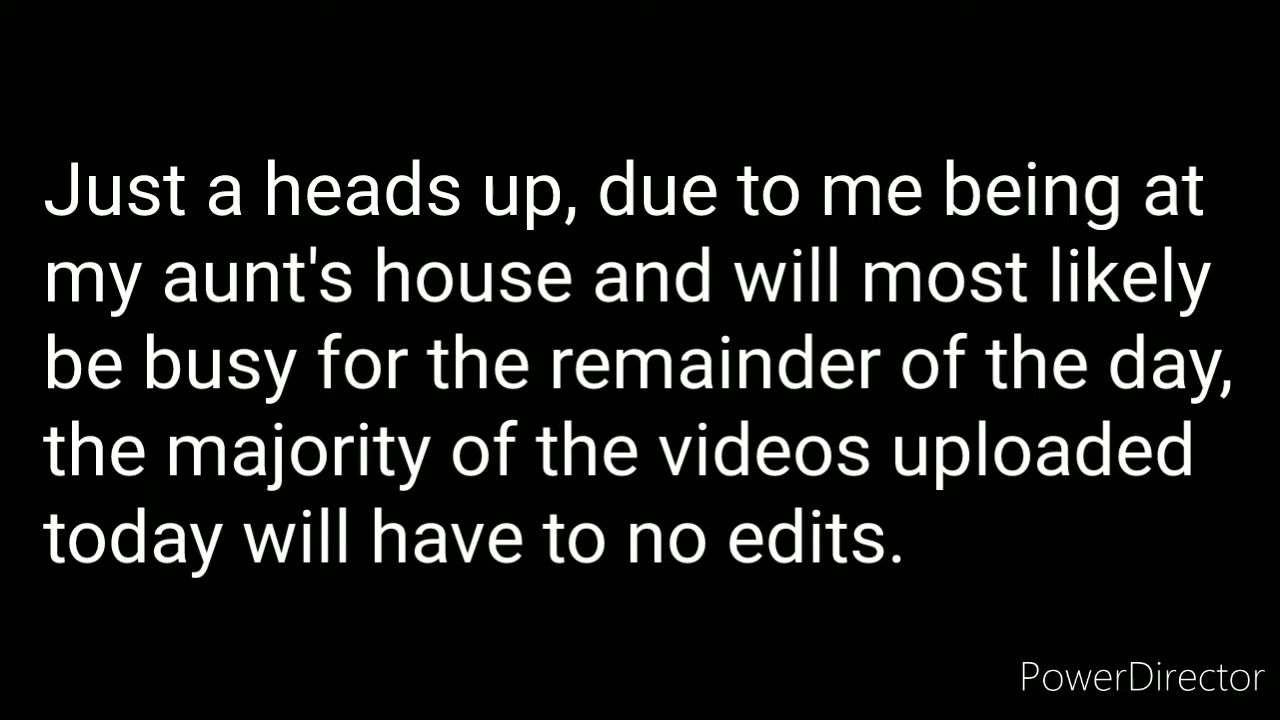 Just a heads up, due to me being at
my aunt's house and will most likely
be busy for the remainder of the day,
the majority of the videos uploaded
today will have to no edits.
PowerDirector